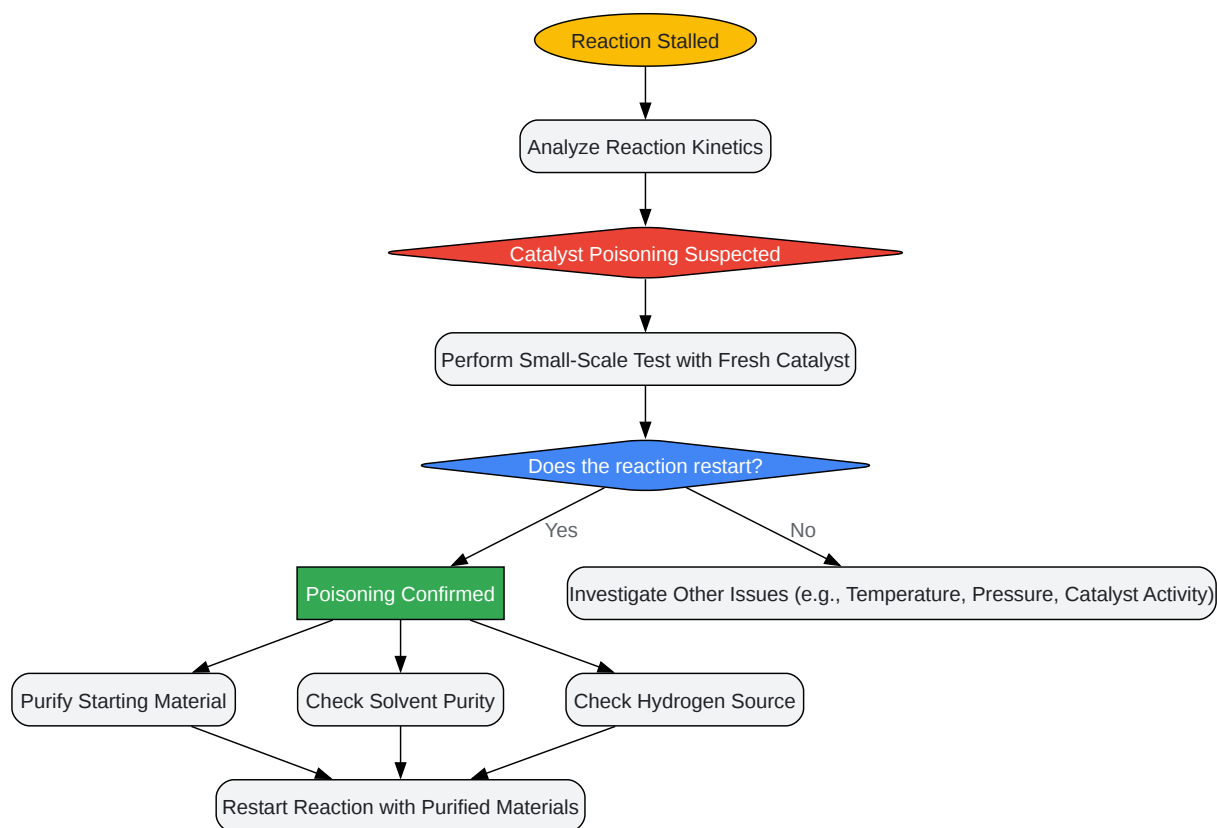 Reaction Stalled
Analyze Reaction Kinetics
Catalyst Poisoning Suspected
Perform Small-Scale Test with Fresh Catalyst
Does the reaction restart?
Yes
No
Poisoning Confirmed
Investigate Other Issues (e.g., Temperature, Pressure, Catalyst Activity)
Purify Starting Material
Check Solvent Purity
Check Hydrogen Source
Restart Reaction with Purified Materials